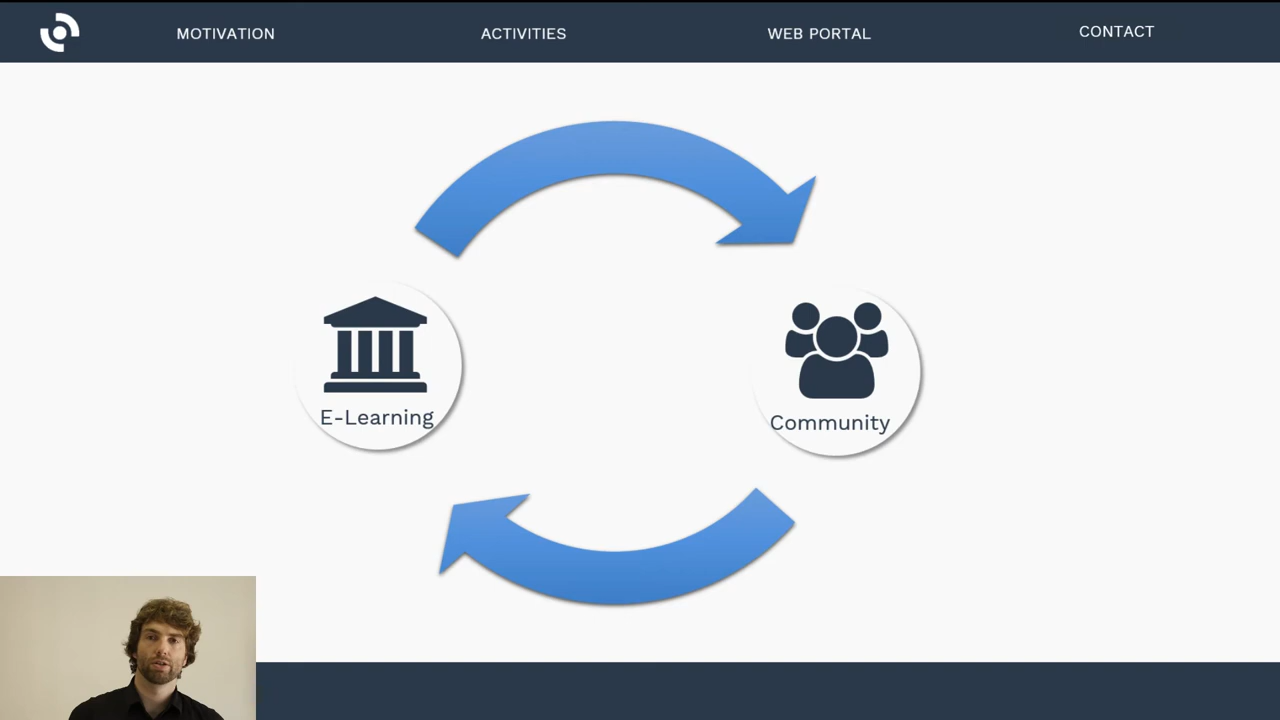 MOTIVATION
ACTIVITIES
WEB PORTAL
CONTACT
E-Learning
Community